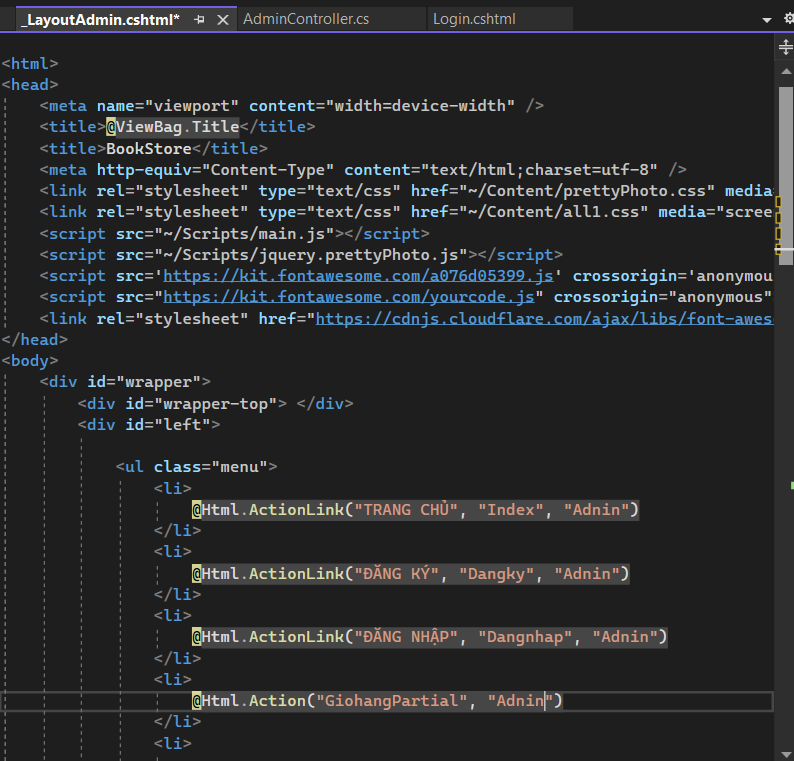 _LayoutAdmin.cshtml*
AdminController.cs
Login.cshtml
<html>
<head>
<meta name="viewport" content="width=device-width" />
<title>@ViewBag.Title</title>
<title>BookStore</title>
<meta http-equiv="Content-Type" content="text/html;charset=utf-8" />
<link rel="stylesheet" type="text/css" href="~/Content/prettyPhoto.css" media
<link rel="stylesheet" type="text/css" href="~/Content/all1.css" media="scree
<script src="~/Scripts/main.js"></script>
<script src="~/Scripts/jquery.prettyPhoto.js"></script>
<script src='https://kit.fontawesome.com/a076d05399.js' crossorigin='anonymou
<script src="https://kit.fontawesome.com/yourcode.js" crossorigin="anonymous"
<link rel="stylesheet" href="https://cdnjs.cloudflare.com/ajax/libs/font-awes
</head>
<body>
<div id="wrapper">
<div id="wrapper-top"> </div>
<div id="left">
<ul class="menu">
<li>
@Html.ActionLink("TRANG CHỦ", "Index", "Adnin")
</li>
<li>
@Html.ActionLink("ĐĂNG KÝ", "Dangky", "Adnin")
</li>
<li>
@Html.ActionLink("ĐĂNG NHẬP", "Dangnhap", "Adnin")
</li>
<li>
@Html.Action("GiohangPartial", "Adnin")
</li>
<li>